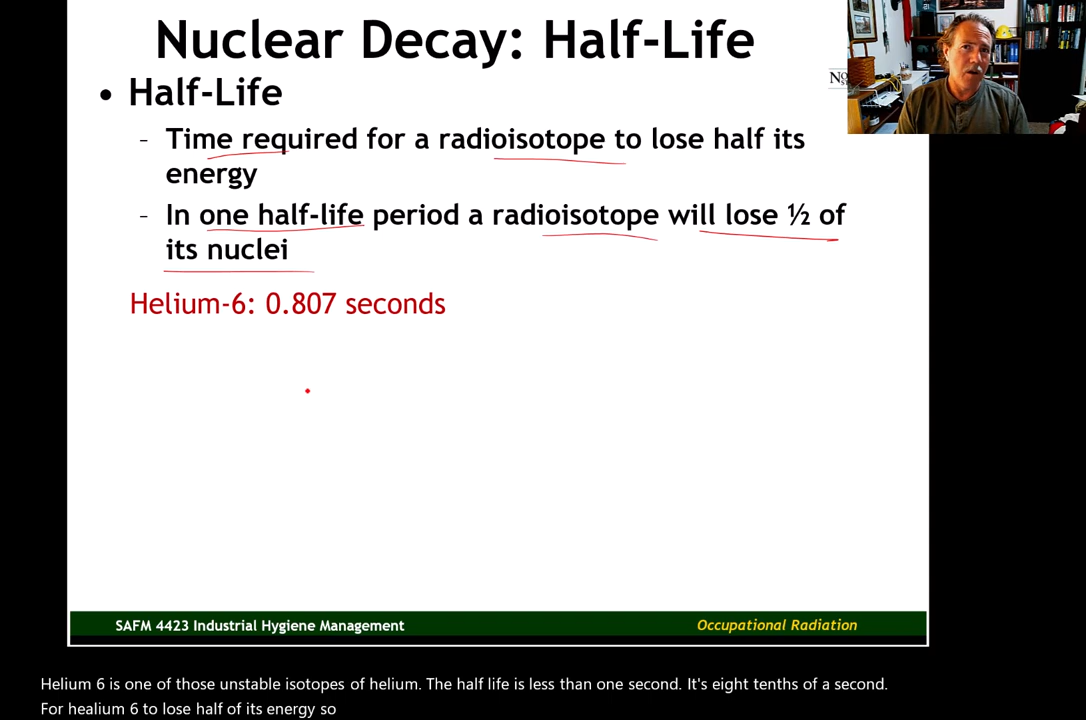 Nuclear Decay: Half-Life
• Half-Life
- Time required for a radioisotope to lose half its
energy
- In one half-life period a radioisotope will lose ½ of
its nuclei
Helium-6: 0.807 seconds
SAFM 4423 Industrial Hygiene Management
Occupational Radiation
Helium 6 is one of those unstable isotopes of helium. The half life is less than one second. It's eight tenths of a second.
For healium 6 to lose half of its energy so